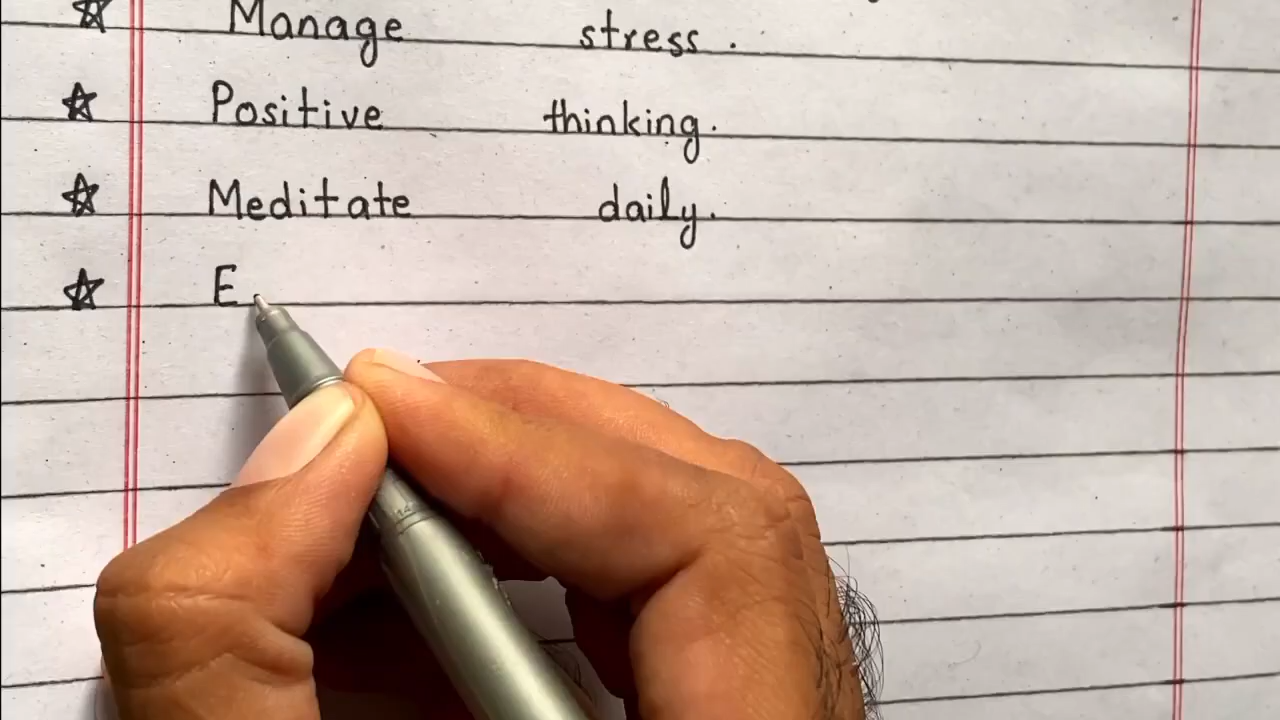 ☆ Manage stress.
☆ Positive thinking.
☆ Meditate daily.
☆ E